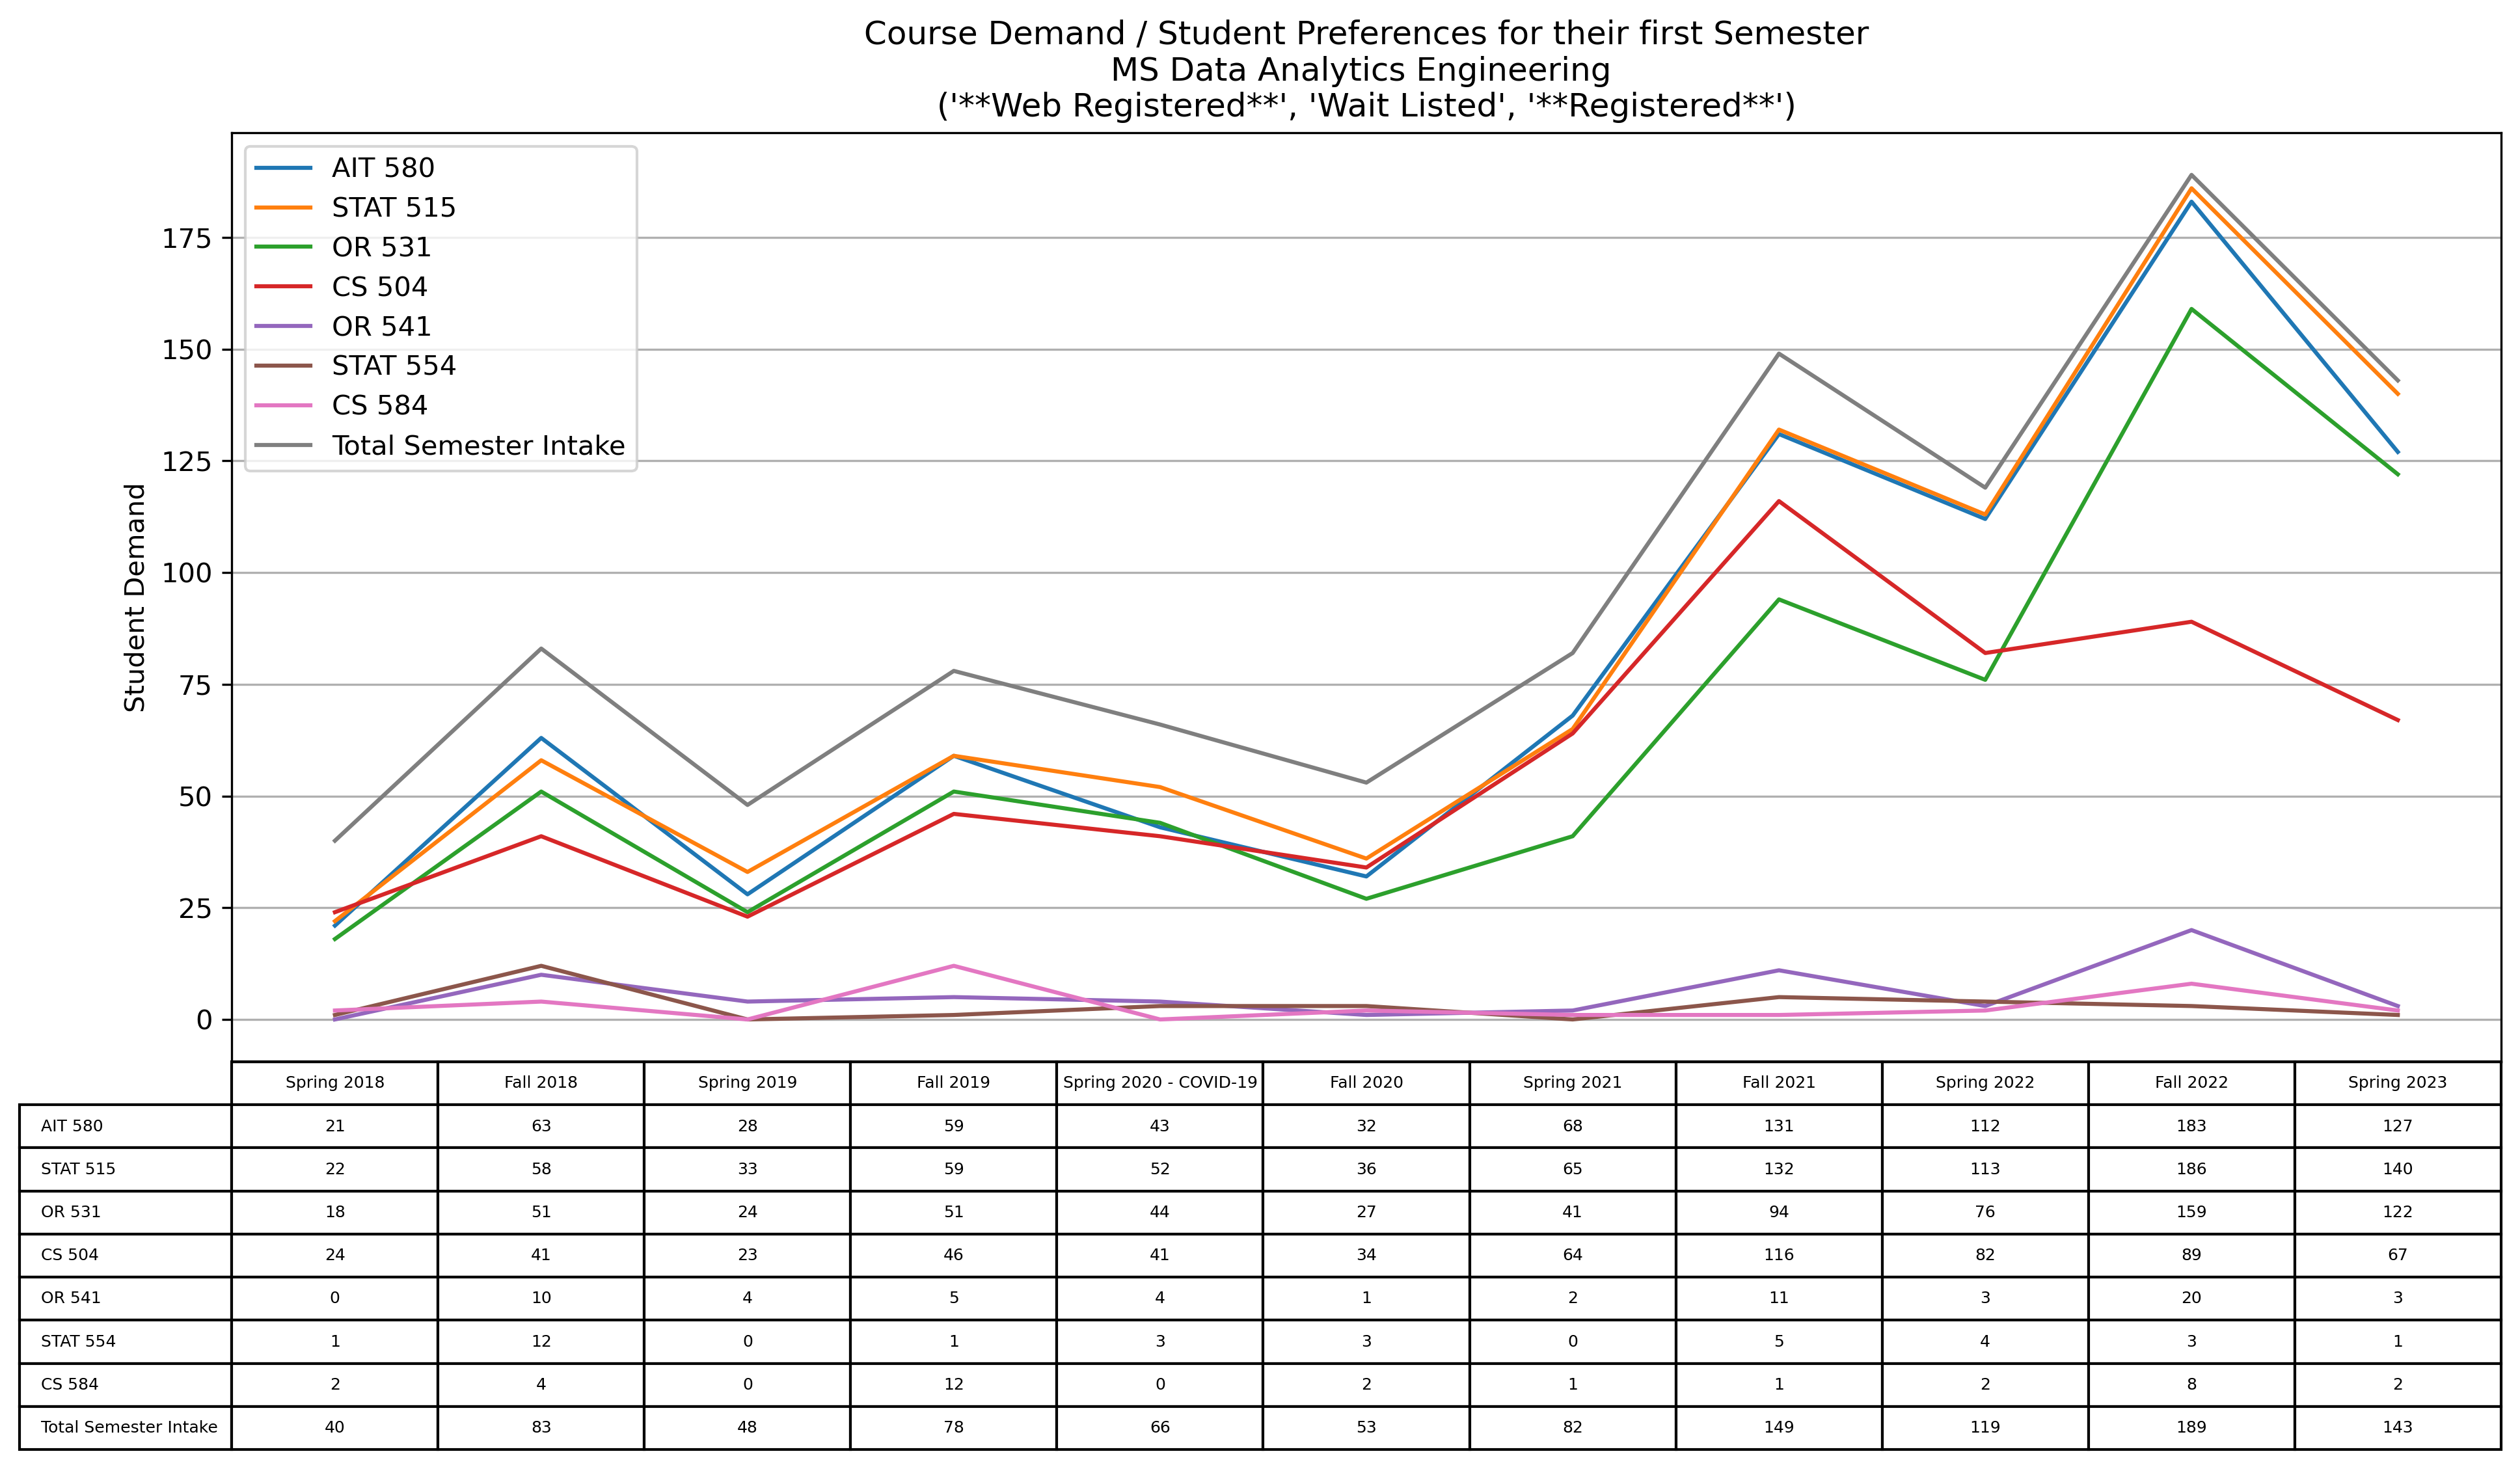 Course Demand / Student Preferences for their first Semester
MS Data Analytics Engineering
('**Web Registered**', 'Wait Listed', '**Registered**')
AIT 580
STAT 515
OR 531
CS 504
OR 541
STAT 554
CS 584
Total Semester Intake
175
150
125
100
75
50
25
0
Student Demand
Spring 2018 Fall 2018 Spring 2019 Fall 2019 Spring 2020 - COVID-19 Fall 2020 Spring 2021 Fall 2021 Spring 2022 Fall 2022 Spring 2023
AIT 580 21 63 28 59 43 32 68 131 112 183 127
STAT 515 22 58 33 59 52 36 65 132 113 186 140
OR 531 18 51 24 51 44 27 41 94 76 159 122
CS 504 24 41 23 46 41 34 64 116 82 89 67
OR 541 0 10 4 5 4 1 2 11 3 20 3
STAT 554 1 12 0 1 3 3 0 5 4 3 1
CS 584 2 4 0 12 0 2 1 1 2 8 2
Total Semester Intake 40 83 48 78 66 53 82 149 119 189 143